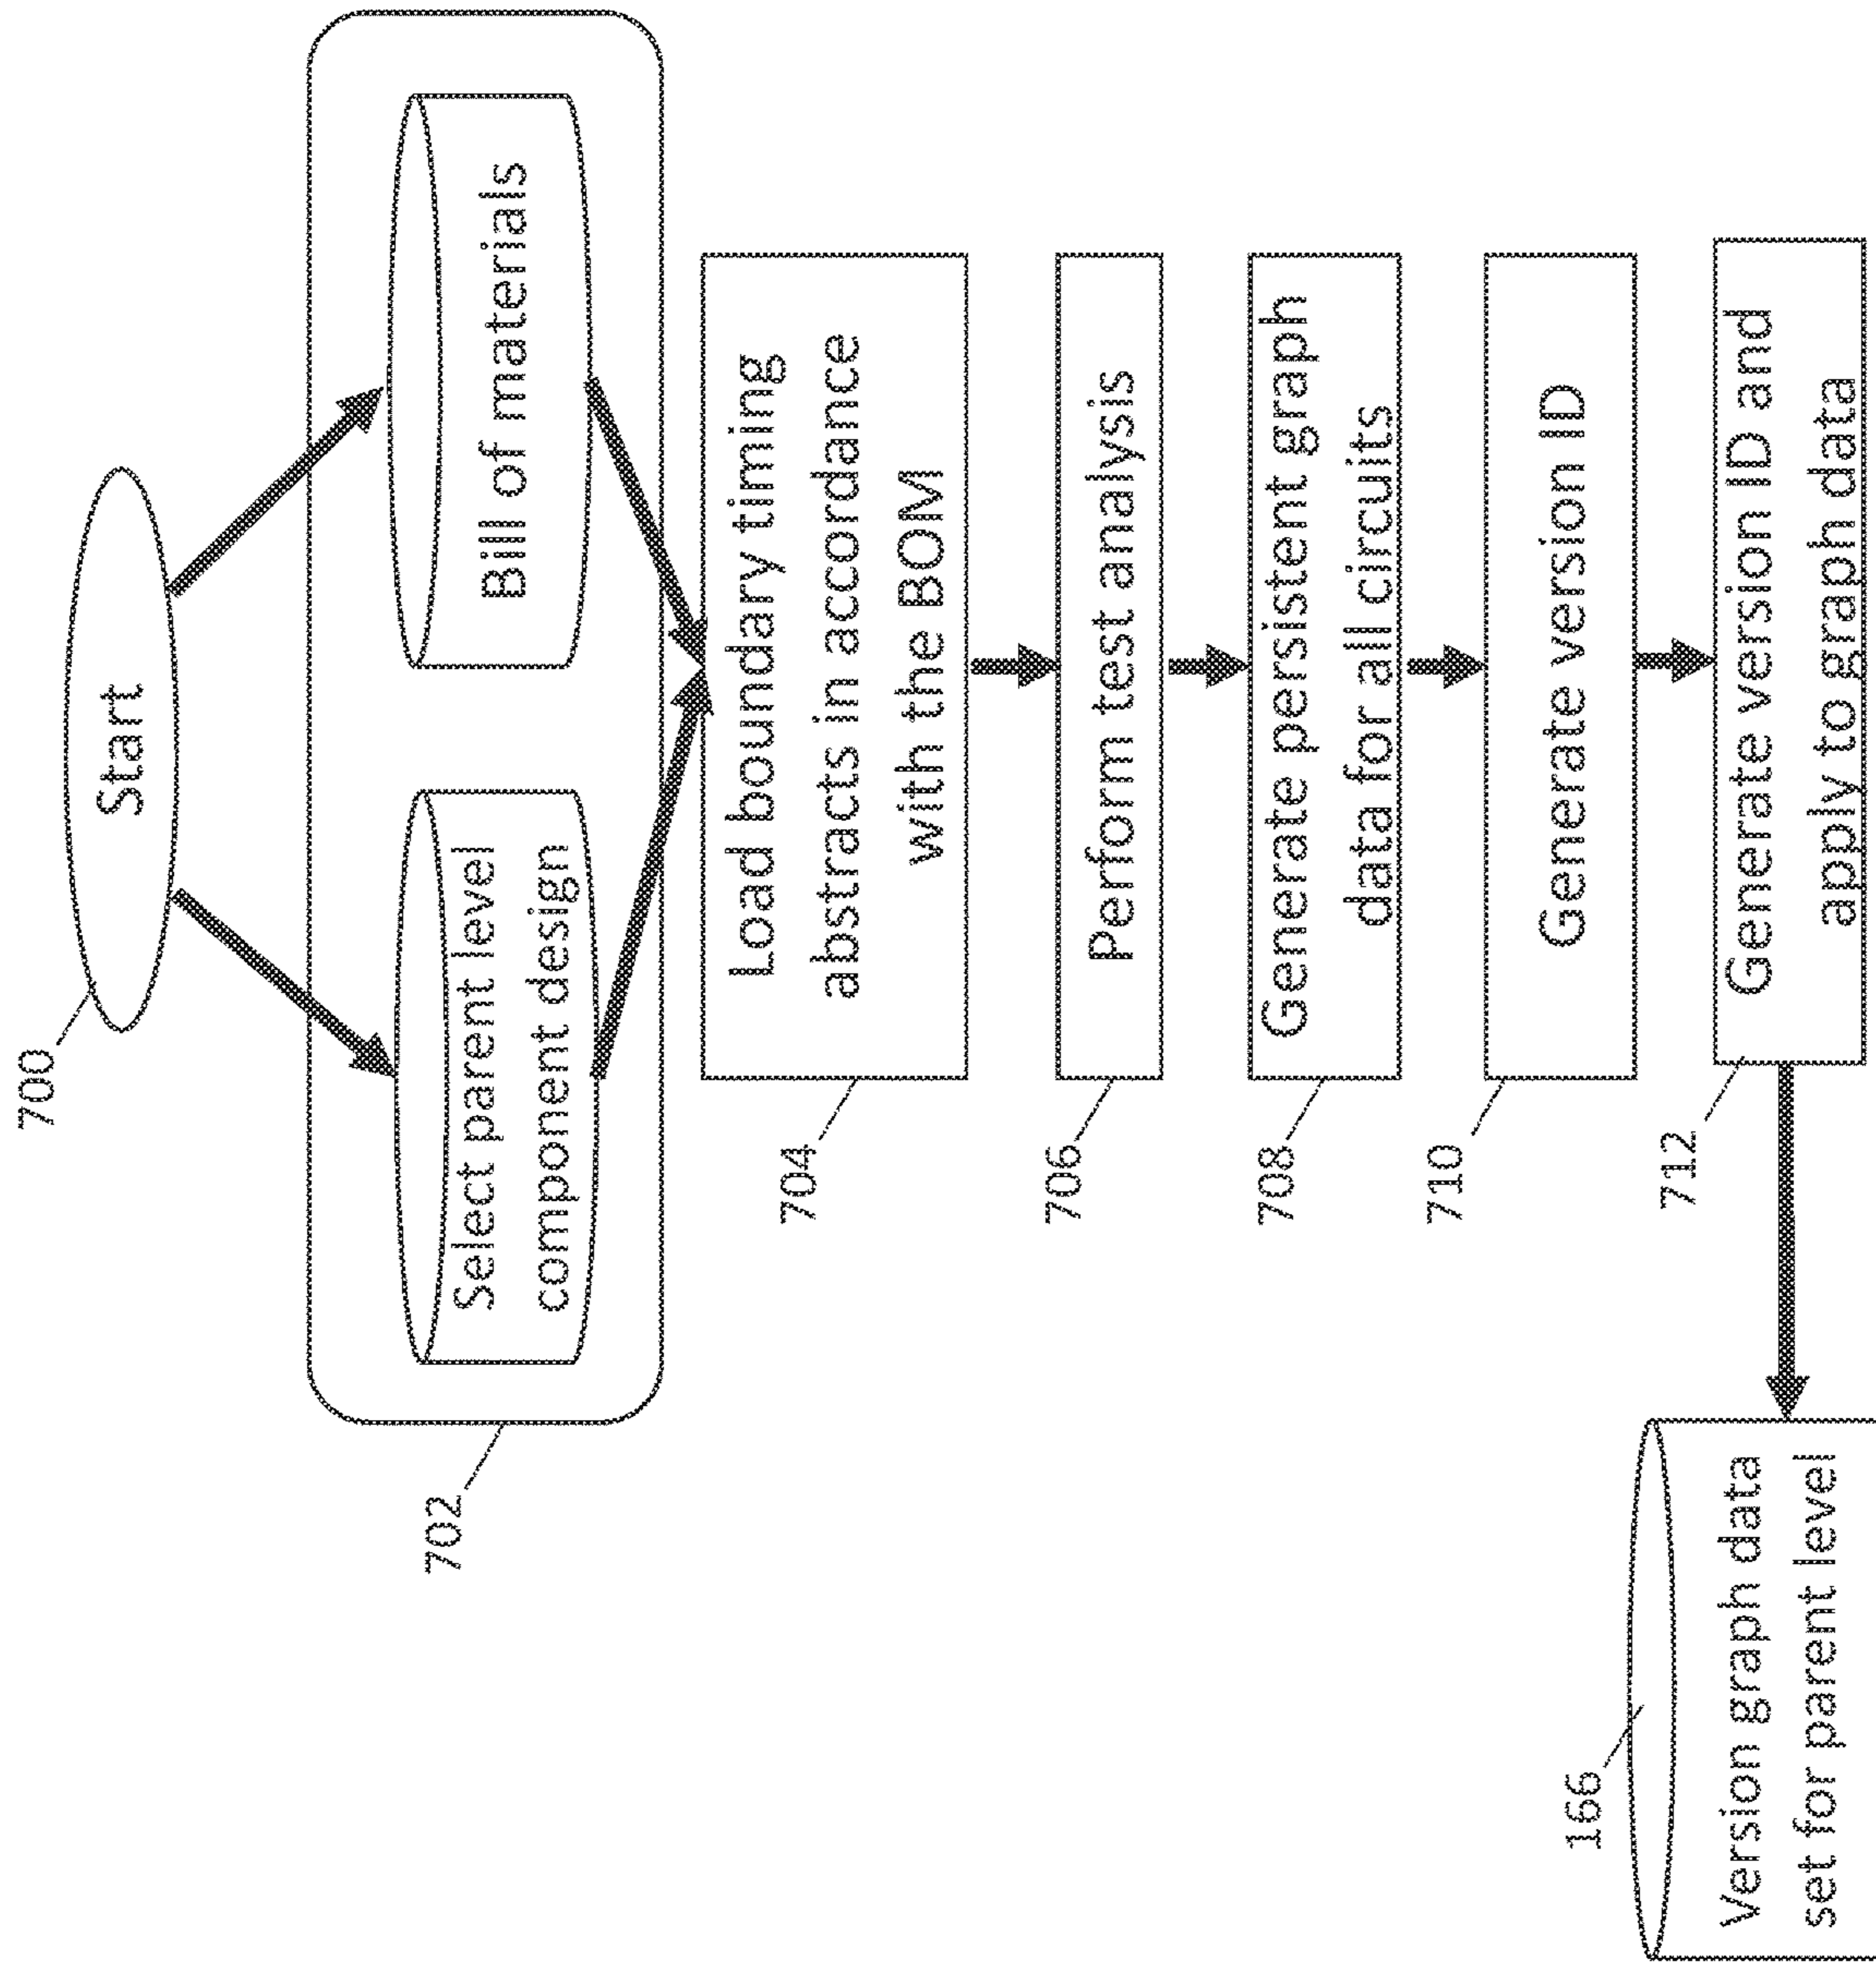 700
Start
702
Select parent level
component design
Bill of materials
704
Load boundary timing
abstracts in accordance
with the BOM
706
Perform test analysis
708
Generate persistent graph
data for all circuits
710
Generate version ID
712
Generate version ID and
apply to graph data
166
Version graph data
set for parent level